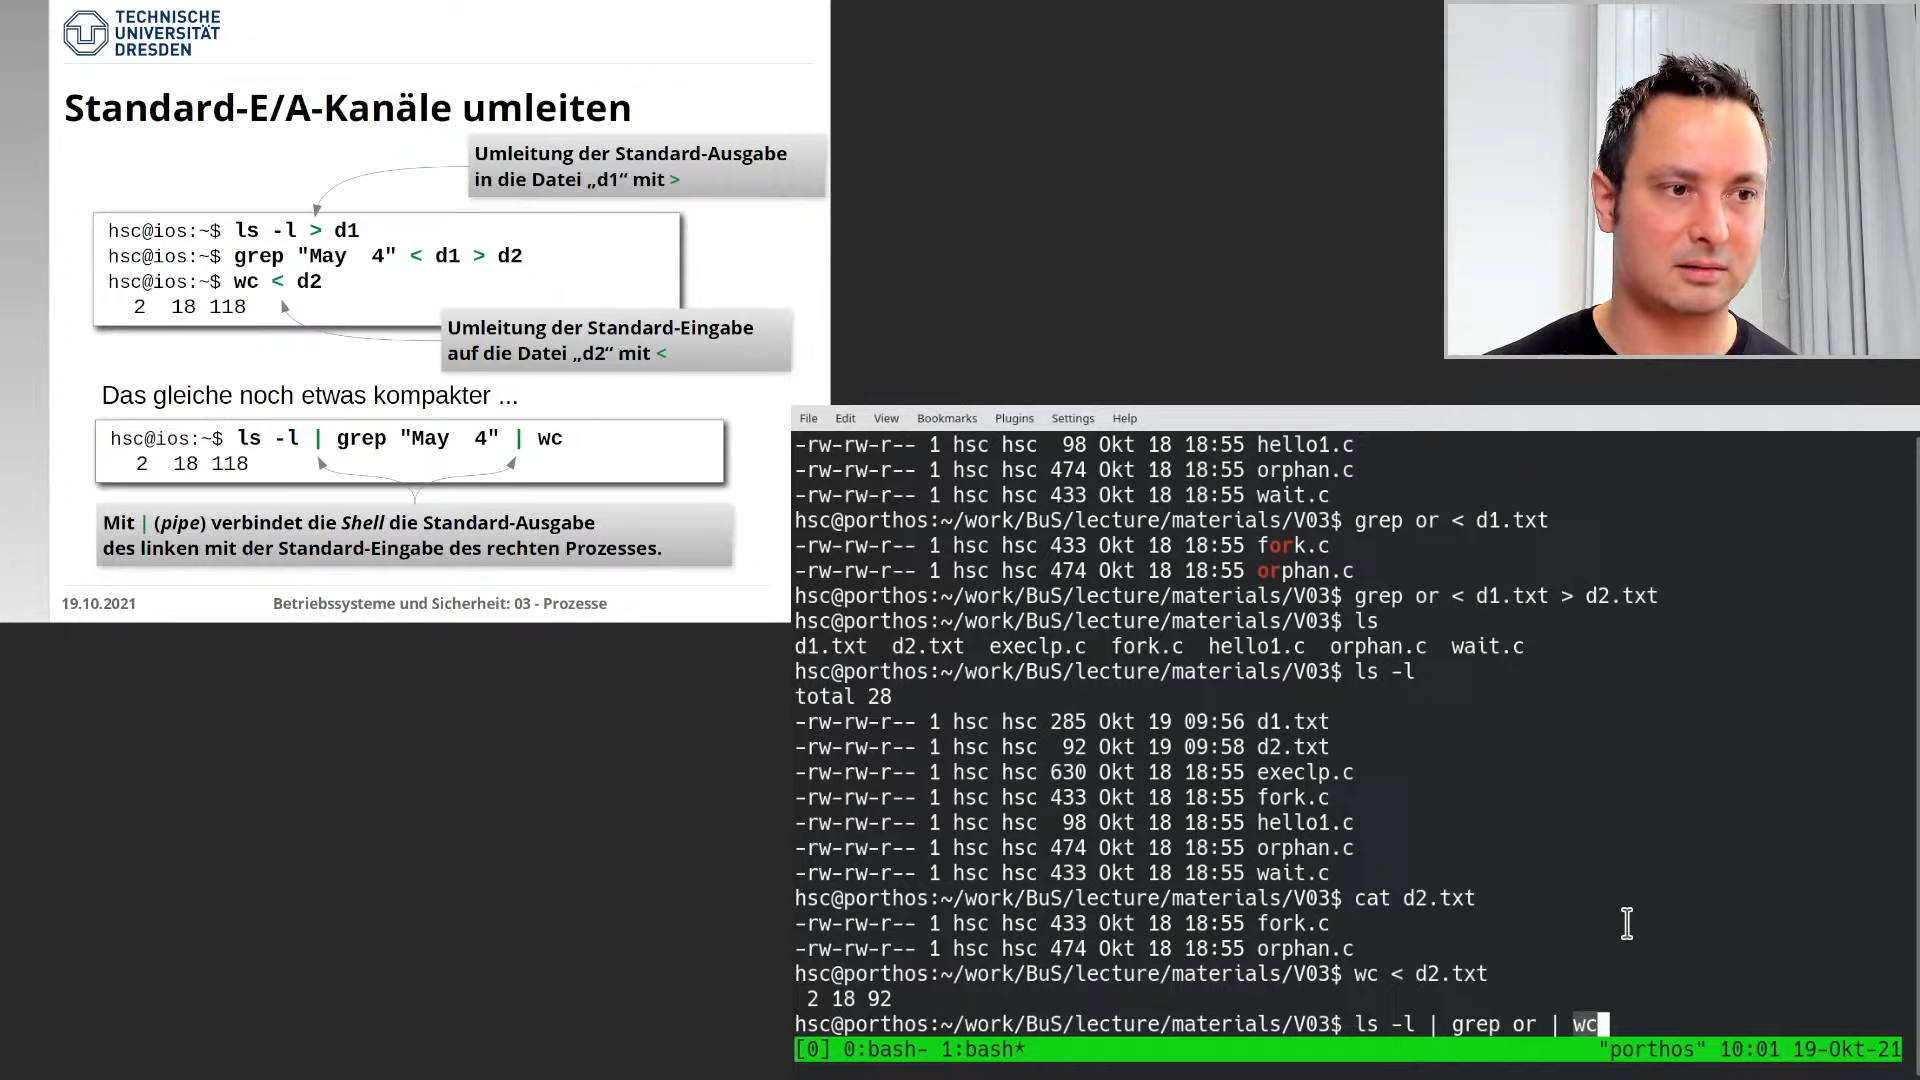 TECHNISCHE
UNIVERSITÄT
DRESDEN
Standard-E/A-Kanäle umleiten
Umleitung der Standard-Ausgabe
in die Datei „d1“ mit >
hsc@ios:~$ ls -l > d1
hsc@ios:~$ grep "May  4" < d1 > d2
hsc@ios:~$ wc < d2
2  18 118
Umleitung der Standard-Eingabe
auf die Datei „d2“ mit <
Das gleiche noch etwas kompakter ...
hsc@ios:~$ ls -l | grep "May  4" | wc
2  18 118
Mit | (pipe) verbindet die Shell die Standard-Ausgabe
des linken mit der Standard-Eingabe des rechten Prozesses.
19.10.2021 Betriebssysteme und Sicherheit: 03 - Prozesse
File Edit View Bookmarks Plugins Settings Help
-rw-rw-r-- 1 hsc hsc  98 Okt 18 18:55 hello1.c
-rw-rw-r-- 1 hsc hsc 474 Okt 18 18:55 orphan.c
-rw-rw-r-- 1 hsc hsc 433 Okt 18 18:55 wait.c
hsc@porthos:~/work/BuS/lecture/materials/V03$ grep or < d1.txt
-rw-rw-r-- 1 hsc hsc 433 Okt 18 18:55 fork.c
-rw-rw-r-- 1 hsc hsc 474 Okt 18 18:55 orphan.c
hsc@porthos:~/work/BuS/lecture/materials/V03$ grep or < d1.txt > d2.txt
hsc@porthos:~/work/BuS/lecture/materials/V03$ ls
d1.txt  d2.txt  execlp.c  fork.c  hello1.c  orphan.c  wait.c
hsc@porthos:~/work/BuS/lecture/materials/V03$ ls -l
total 28
-rw-rw-r-- 1 hsc hsc 285 Okt 19 09:56 d1.txt
-rw-rw-r-- 1 hsc hsc  92 Okt 19 09:58 d2.txt
-rw-rw-r-- 1 hsc hsc 630 Okt 18 18:55 execlp.c
-rw-rw-r-- 1 hsc hsc 433 Okt 18 18:55 fork.c
-rw-rw-r-- 1 hsc hsc  98 Okt 18 18:55 hello1.c
-rw-rw-r-- 1 hsc hsc 474 Okt 18 18:55 orphan.c
-rw-rw-r-- 1 hsc hsc 433 Okt 18 18:55 wait.c
hsc@porthos:~/work/BuS/lecture/materials/V03$ cat d2.txt
-rw-rw-r-- 1 hsc hsc 433 Okt 18 18:55 fork.c
-rw-rw-r-- 1 hsc hsc 474 Okt 18 18:55 orphan.c
hsc@porthos:~/work/BuS/lecture/materials/V03$ wc < d2.txt
2 18 92
hsc@porthos:~/work/BuS/lecture/materials/V03$ ls -l | grep or | wc
[0] 0:bash- 1:bash* "porthos" 10:01 19-Okt-21